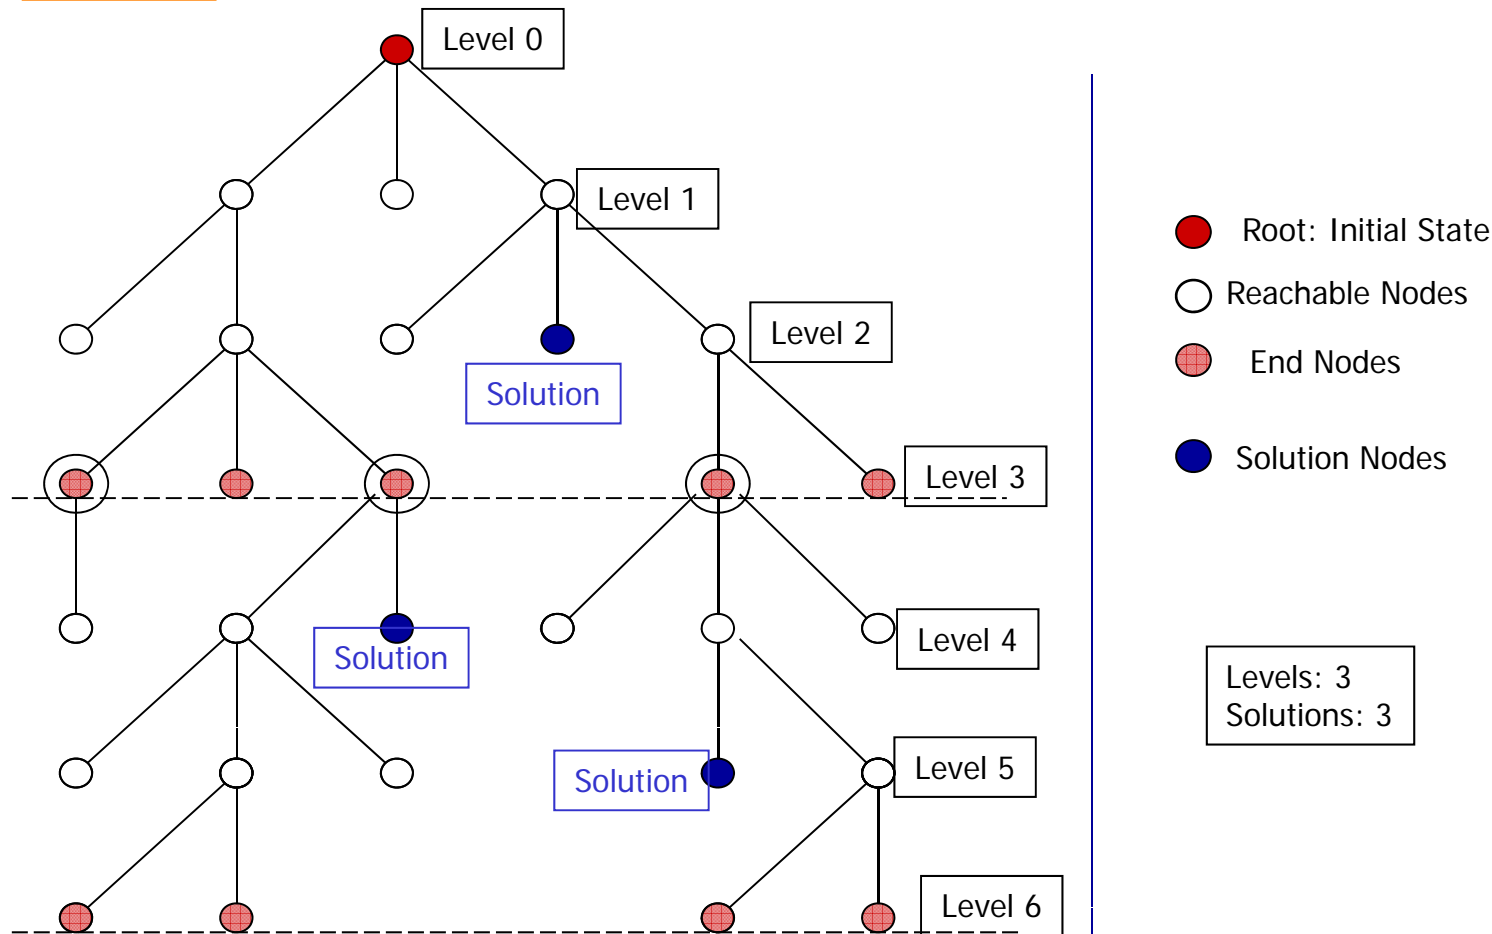 Level 0
Level 1
Level 2
Solution
Level 3
Solution
Level 4
Solution
Level 5
Level 6
Root: Initial State
Reachable Nodes
End Nodes
Solution Nodes
Levels: 3
Solutions: 3